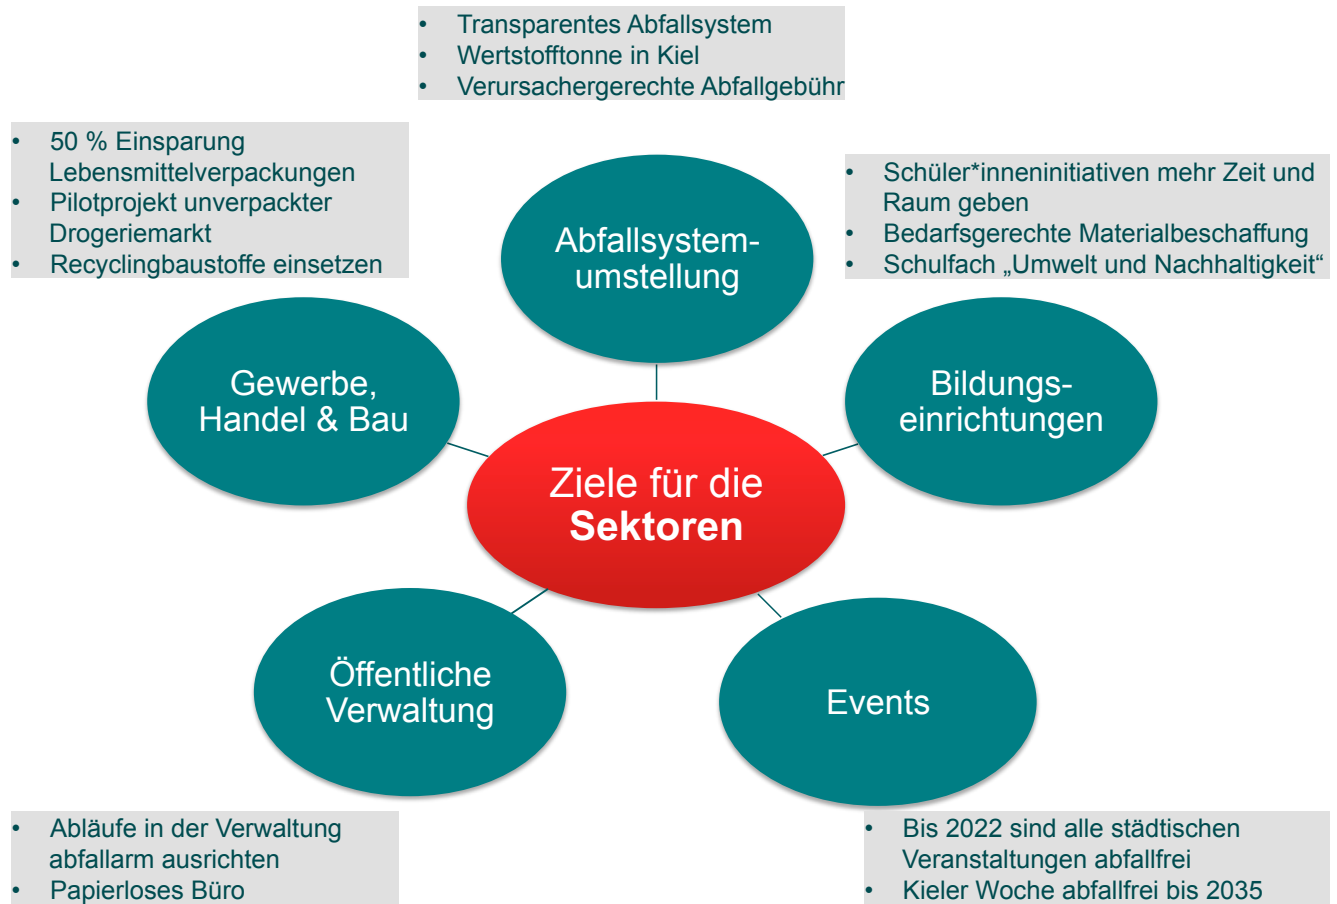 • Transparentes Abfallsystem
• Wertstofftonne in Kiel
• Verursachergerechte Abfallgebühr
• 50 % Einsparung
Lebensmittelverpackungen
• Pilotprojekt unverpackter
Drogeriemarkt
• Recyclingbaustoffe einsetzen
• Schüler*inneninitiativen mehr Zeit und
Raum geben
• Bedarfsgerechte Materialbeschaffung
• Schulfach „Umwelt und Nachhaltigkeit“
Abfallsystem-
umstellung
Gewerbe,
Handel & Bau
Bildungs-
einrichtungen
Ziele für die
Sektoren
Öffentliche
Verwaltung
Events
• Abläufe in der Verwaltung
abfallarm ausrichten
• Papierloses Büro
• Bis 2022 sind alle städtischen
Veranstaltungen abfallfrei
• Kieler Woche abfallfrei bis 2035